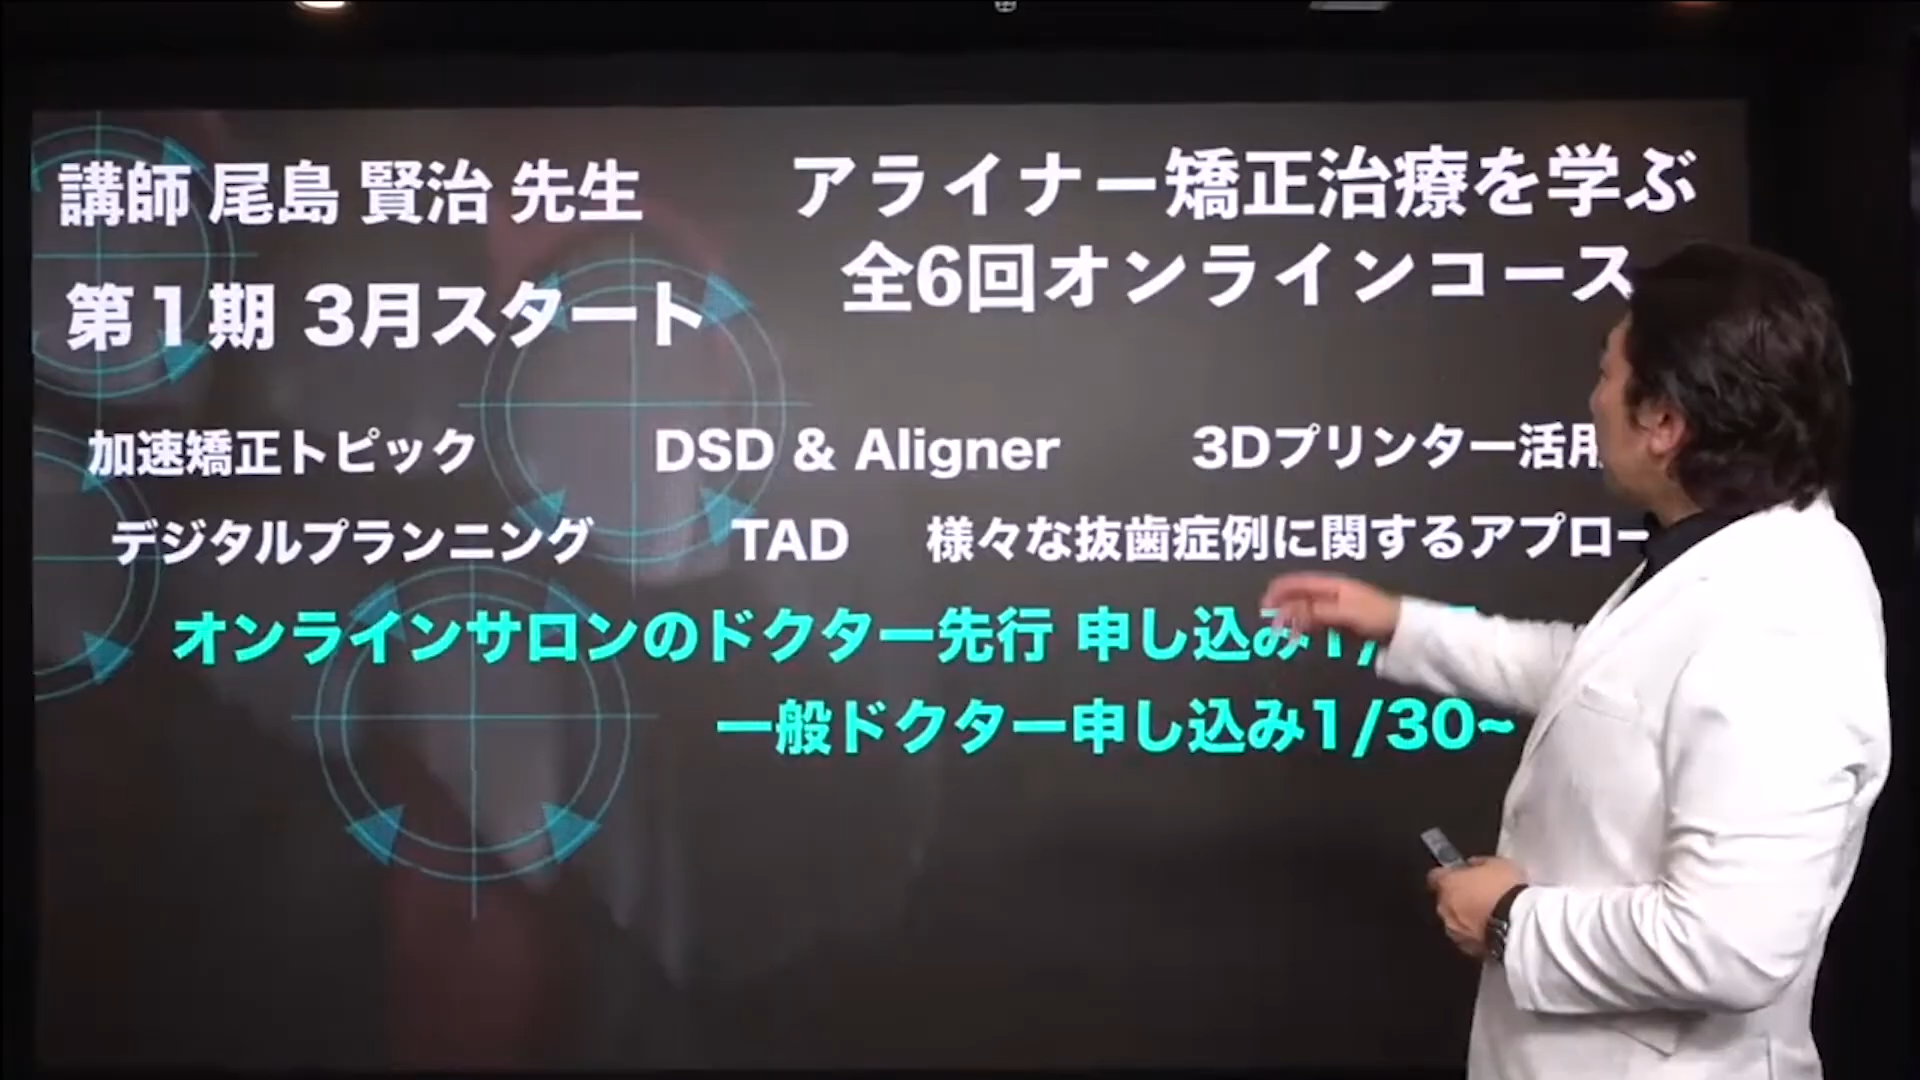 講師 尾島 賢治 先生
アライナー矯正治療を学ぶ
全6回オンラインコース
第1期 3月スタート
加速矯正トピック
DSD & Aligner
3Dプリンター活用
デジタルプランニング
TAD
様々な抜歯症例に関するアプロー
オンラインサロンのドクター先行 申し込み1/
一般ドクター申し込み1/30~